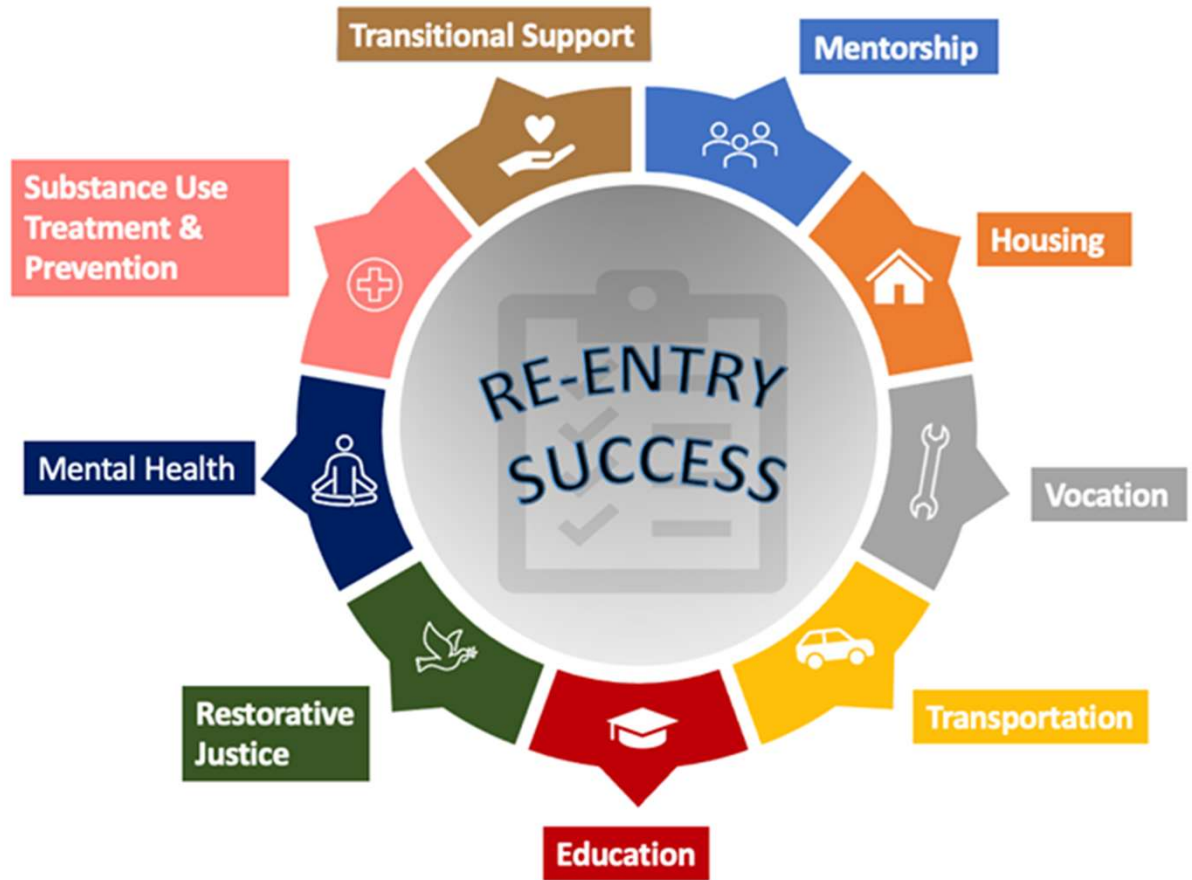 Transitional Support
Mentorship
Substance Use
Treatment &
Prevention
Housing
RE-ENTRY
SUCCESS
Mental Health
Vocation
Restorative
Justice
Transportation
Education